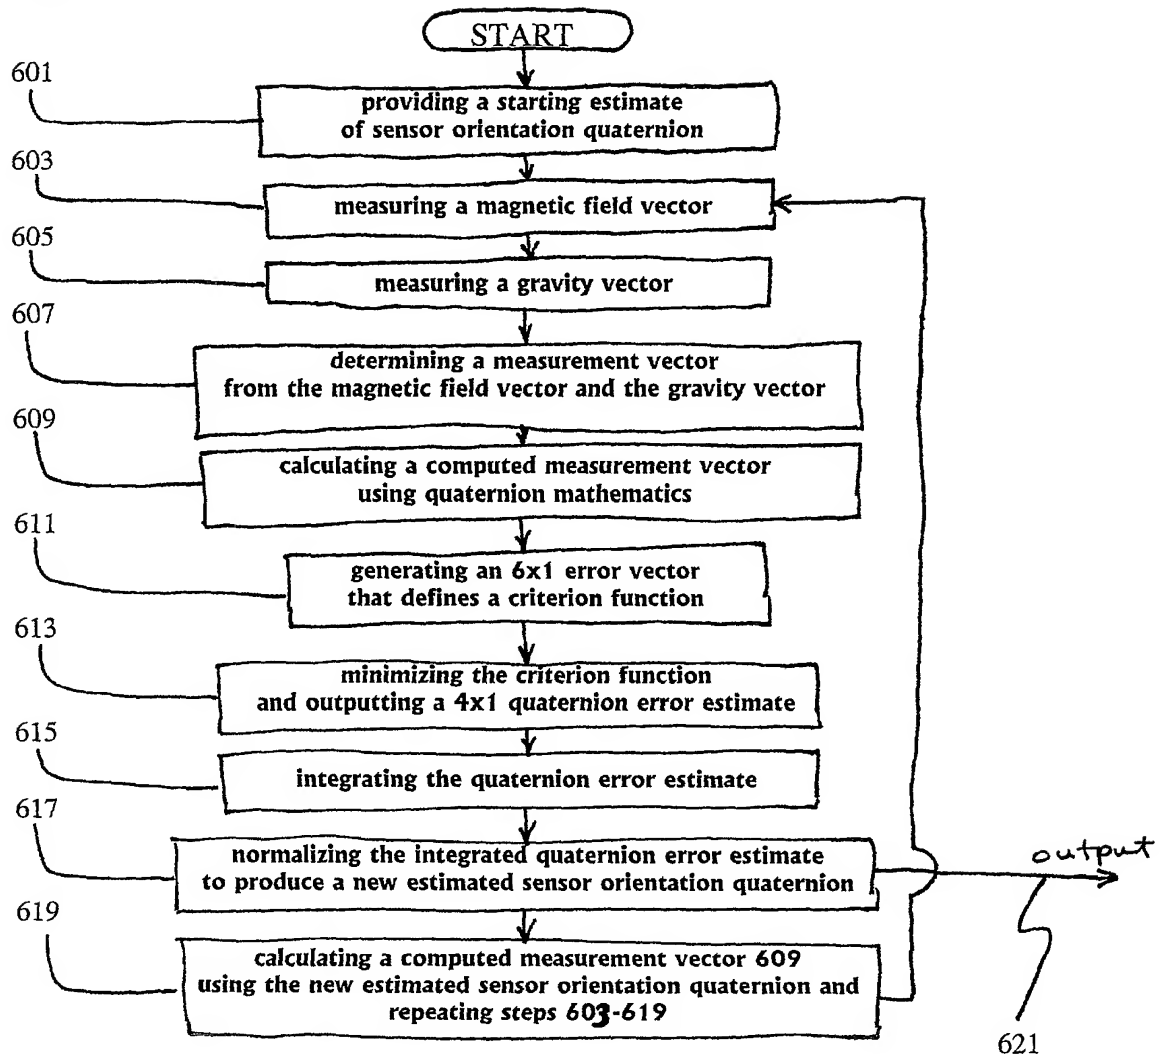 START
601
providing a starting estimate
of sensor orientation quaternion
603
measuring a magnetic field vector
605
measuring a gravity vector
607
determining a measurement vector
from the magnetic field vector and the gravity vector
609
calculating a computed measurement vector
using quaternion mathematics
611
generating an 6x1 error vector
that defines a criterion function
613
minimizing the criterion function
and outputting a 4x1 quaternion error estimate
615
integrating the quaternion error estimate
617
normalizing the integrated quaternion error estimate
to produce a new estimated sensor orientation quaternion
output
619
calculating a computed measurement vector 609
using the new estimated sensor orientation quaternion and
repeating steps 603-619
621